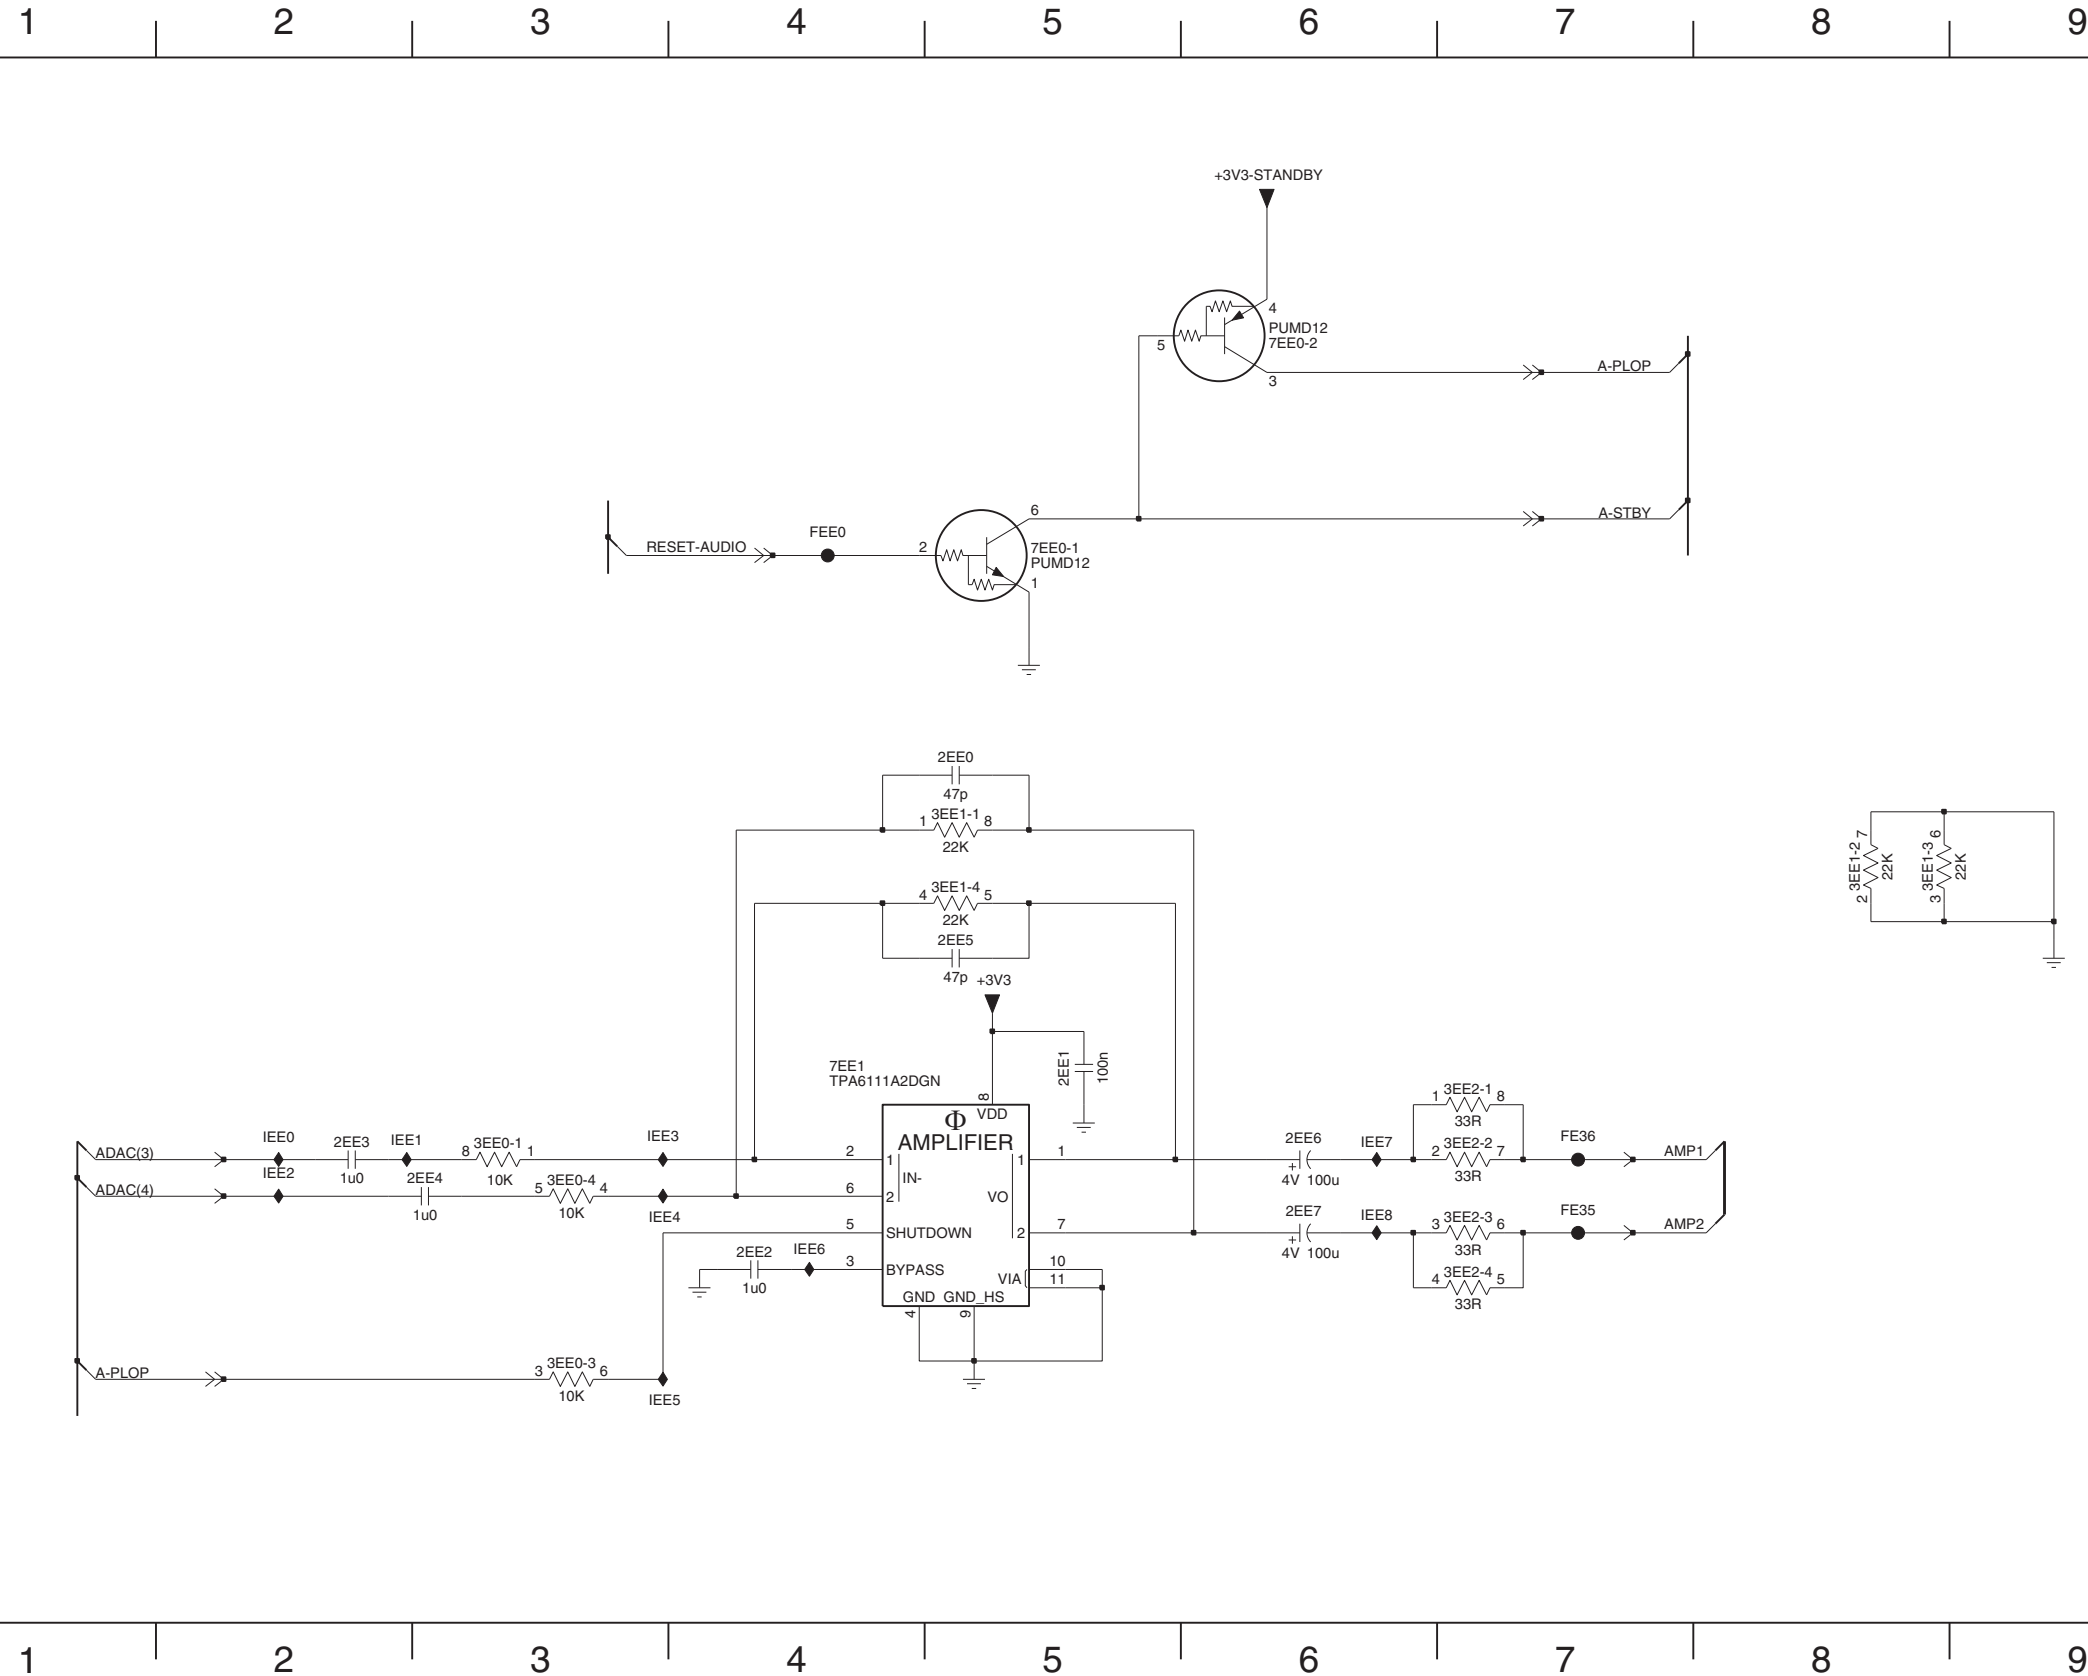 1 2 3 4 5 6 7 8 9
+3V3-STANDBY
4
PUMD12
7EE0-2
5
3
A-PLOP
6
A-STBY
FEE0
RESET-AUDIO
2
7EE0-1
PUMD12
1
2EE0
47p
1 3EE1-1 8
22K
4 3EE1-4 5
22K
2EE5
47p
+3V3
7 3EE1-2 2
22K
6 3EE1-3 3
22K
2EE1
100n
7EE1
TPA6111A2DGN
8
VDD
Φ
AMPLIFIER
ADAC(3)
IEE0
2EE3
1u0
IEE1
8 3EE0-1 1
10K
IEE3
2
1
IN-
1
1
2EE6
+
4V 100u
IEE7
1 3EE2-1 8
33R
2 3EE2-2 7
33R
FE36
AMP1
ADAC(4)
IEE2
2EE4
1u0
5 3EE0-4 4
10K
IEE4
6
2
VO
5
SHUTDOWN
2
7
2EE7
+
4V 100u
IEE8
3 3EE2-3 6
33R
4 3EE2-4 5
33R
FE35
AMP2
2EE2
1u0
IEE6
3
BYPASS
VIA
10
11
GND GND_HS
4
9
A-PLOP
3 3EE0-3 6
10K
IEE5
1 2 3 4 5 6 7 8 9